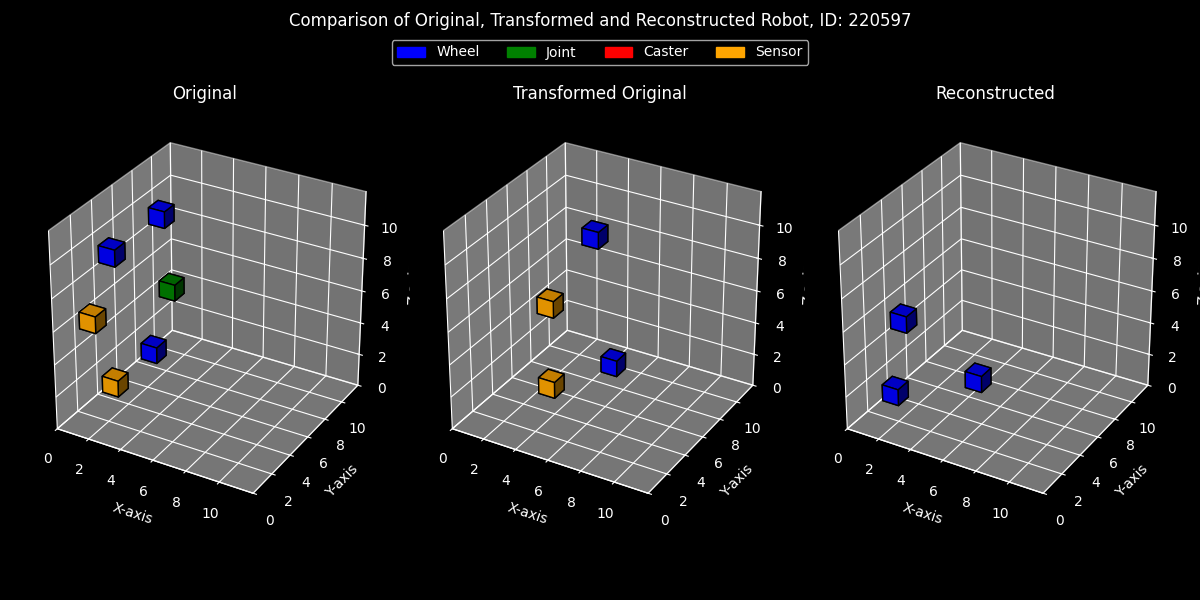 Comparison of Original, Transformed and Reconstructed Robot, ID: 220597
Wheel Joint Caster Sensor
Original Transformed Original Reconstructed
10 10 10
8 8 8
6 6 6
4 4 4
2 2 2
0 0 0
0 2 4 6 8 10 X-axis
0 2 4 6 8 10 Y-axis
0 2 4 6 8 10 X-axis
0 2 4 6 8 10 Y-axis
0 2 4 6 8 10 X-axis
0 2 4 6 8 10 Y-axis